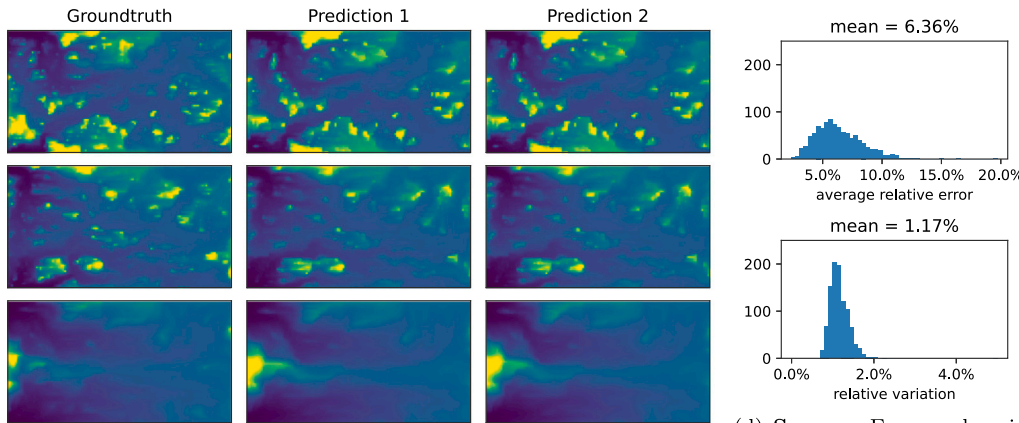 Groundtruth
Prediction 1
Prediction 2
mean = 6.36%
200
100
0
5.0% 10.0% 15.0% 20.0%
average relative error
mean = 1.17%
200
100
0
0.0% 2.0% 4.0%
relative variation